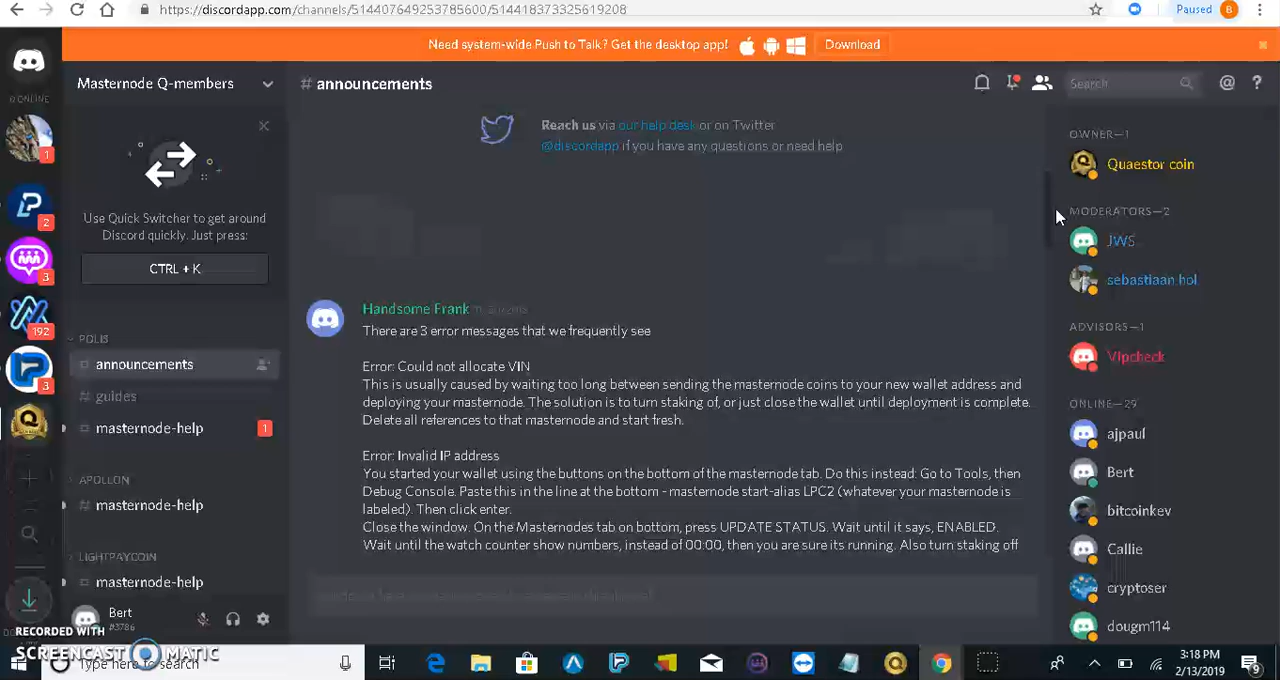 https://discordapp.com/channels/514407649253785600/514418373325619208
Paused
B
Need system-wide Push to Talk? Get the desktop app!
Download
Masternode Q-members
# announcements
Search
@
?
Use Quick Switcher to get around
Discord quickly. Just press:
CTRL + K
POLIS
announcements
# guides
masternode-help
1
APOLLON
# masternode-help
LIGHTPAYCOIN
masternode-help
Bert
#3786
ONLINE
1
2
3
192
3
Reach us via our help desk or on Twitter
@discordapp if you have any questions or need help
Handsome Frank
There are 3 error messages that we frequently see
Error: Could not allocate VIN
This is usually caused by waiting too long between sending the masternode coins to your new wallet address and
deploying your masternode. The solution is to turn staking of, or just close the wallet until deployment is complete.
Delete all references to that masternode and start fresh.
Error: Invalid IP address
You started your wallet using the buttons on the bottom of the masternode tab. Do this instead: Go to Tools, then
Debug Console. Paste this in the line at the bottom - masternode start-alias LPC2 (whatever your masternode is
labeled). Then click enter.
Close the window. On the Masternodes tab on bottom, press UPDATE STATUS. Wait until it says, ENABLED.
Wait until the watch counter show numbers, instead of 00:00, then you are sure its running. Also turn staking off
OWNER—1
Quaestor coin
MODERATORS—2
JWS
sebastiaan hol
ADVISORS—1
Vipcheck
ONLINE—29
ajpaul
Bert
bitcoinkev
Callie
cryptoser
dougm114
RECORDED WITH
SCREENCAST MATIC
Type here to search
3:18 PM
2/13/2019
9